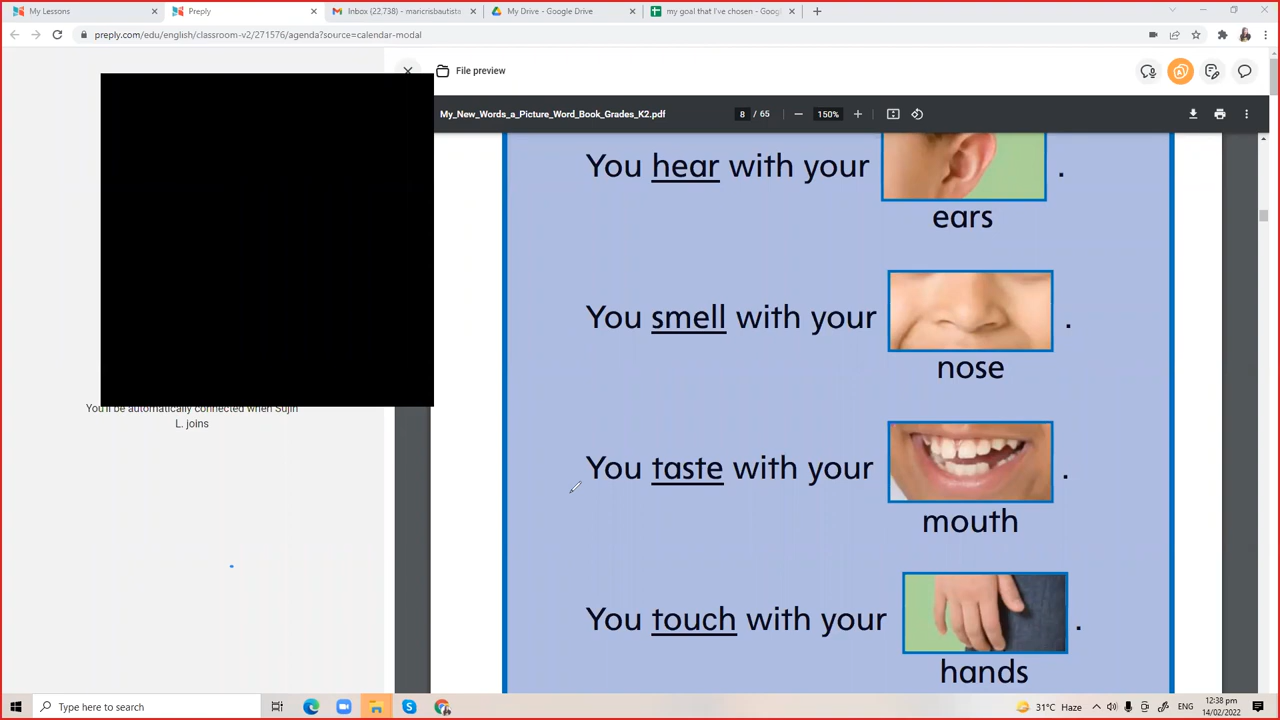 My Lessons
Preply
Inbox (22,738) - maricrisbautist
My Drive - Google Drive
my goal that I've chosen - Goog
preply.com/edu/english/classroom-v2/271576/agenda?source=calendar-modal
File preview
My_New_Words_a_Picture_Word_Book_Grades_K2.pdf
8 / 65
150%
You hear with your .
ears
You smell with your .
nose
You'll be automatically connected when Sujin
L. joins
You taste with your .
mouth
You touch with your .
hands
Type here to search
31°C Haze
ENG
12:38 pm
14/02/2022